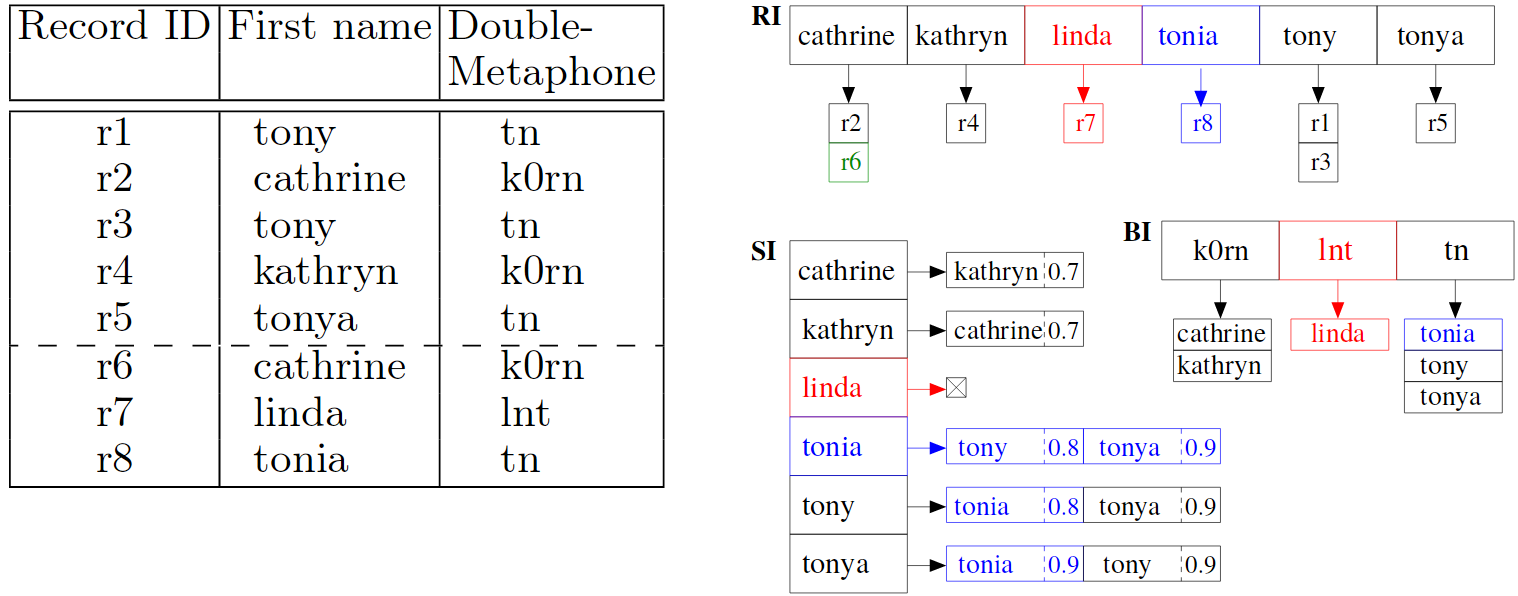 Record ID First name Double-
Metaphone
r1 tony tn
r2 cathrine k0rn
r3 tony tn
r4 kathryn k0rn
r5 tonya tn
r6 cathrine k0rn
r7 linda lnt
r8 tonia tn
RI
cathrine kathryn linda tonia tony tonya
r2 r4 r7 r8 r1 r5
r6 r3
SI
cathrine kathryn 0.7
kathryn cathrine 0.7
linda
tonia tony 0.8 tonya 0.9
tony tonia 0.8 tonya 0.9
tonya tonia 0.9 tony 0.9
BI
k0rn lnt tn
cathrine linda tonia
kathryn tony
tonya